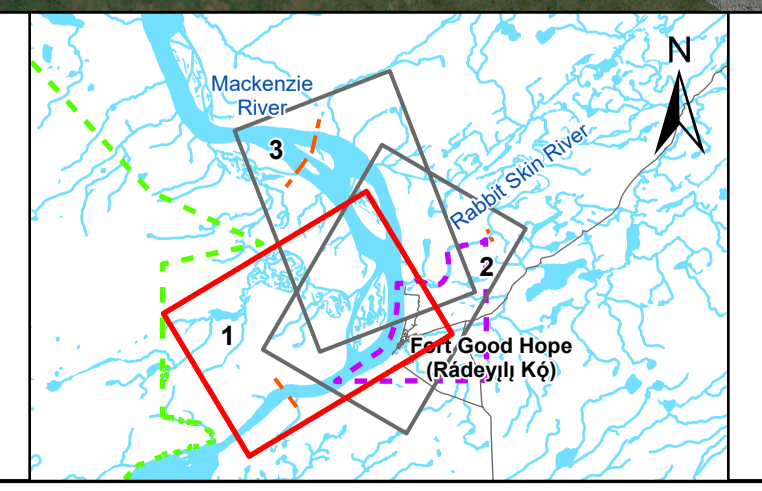 N
Mackenzie
River
3
Rabbit Skin River
2
1
Fort Good Hope
(Rádeyı̨lı̨ Kǫ́)